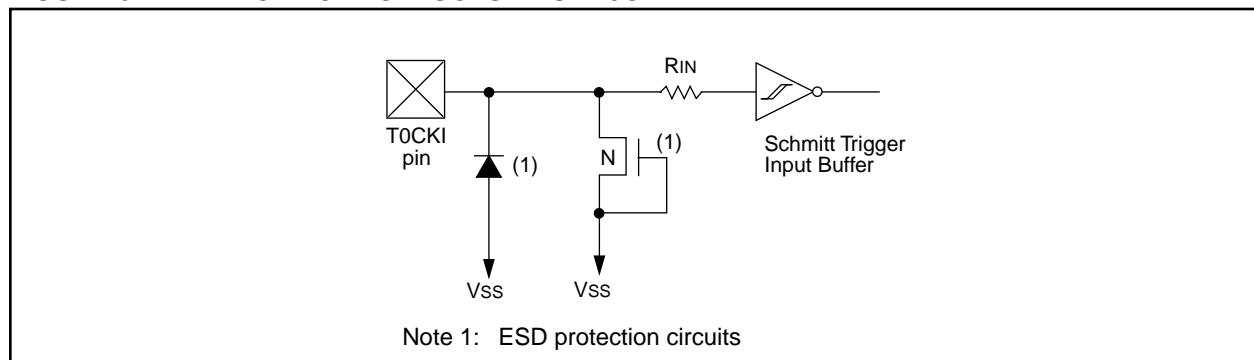 RIN
T0CKI
pin
(1)
N
(1)
Schmitt Trigger
Input Buffer
VSS
VSS
Note 1: ESD protection circuits